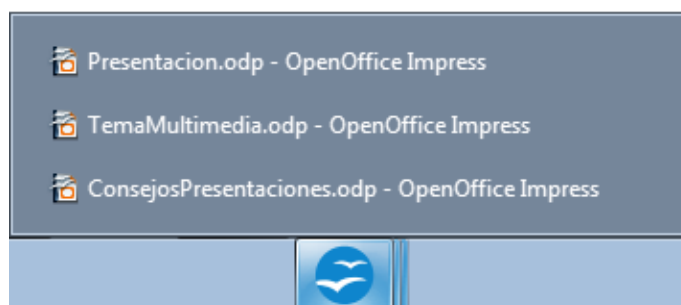 Presentacion.odp - OpenOffice Impress
TemaMultimedia.odp - OpenOffice Impress
ConsejosPresentaciones.odp - OpenOffice Impress